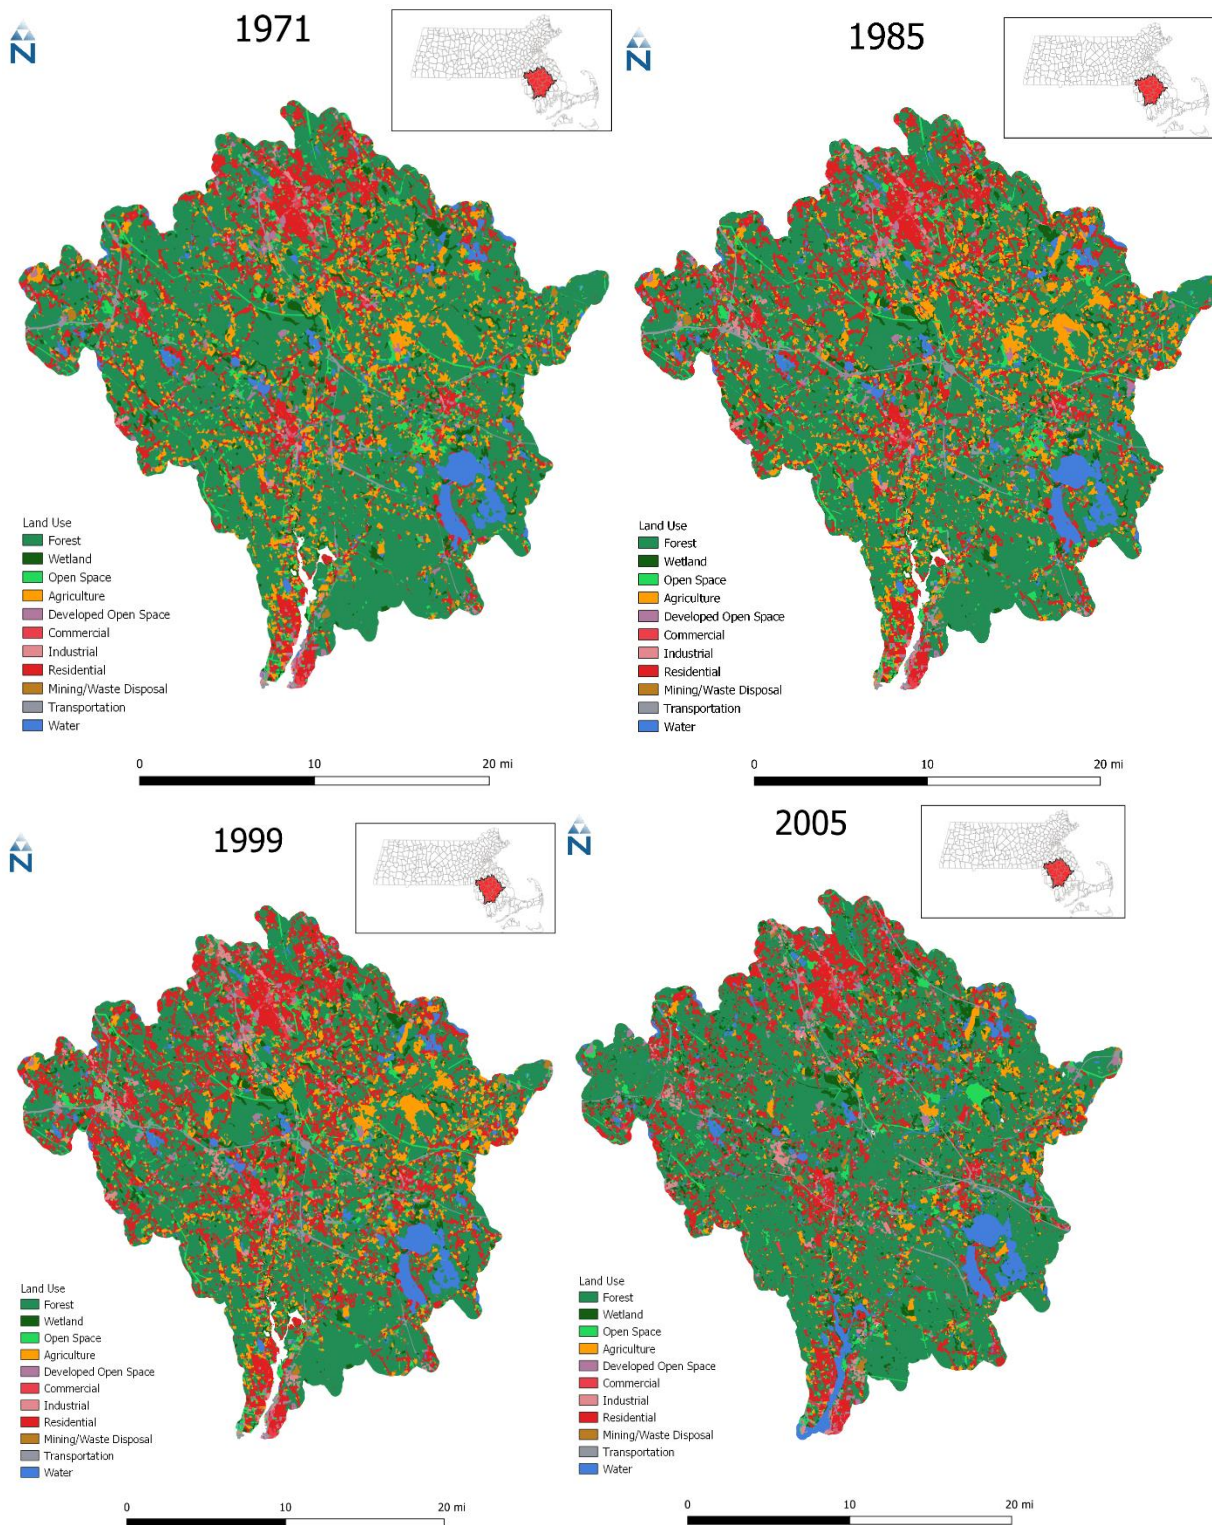 1971
N
Land Use
Forest
Wetland
Open Space
Agriculture
Developed Open Space
Commercial
Industrial
Residential
Mining/Waste Disposal
Transportation
Water
0 10 20 mi
1985
N
Land Use
Forest
Wetland
Open Space
Agriculture
Developed Open Space
Commercial
Industrial
Residential
Mining/Waste Disposal
Transportation
Water
0 10 20 mi
1999
N
Land Use
Forest
Wetland
Open Space
Agriculture
Developed Open Space
Commercial
Industrial
Residential
Mining/Waste Disposal
Transportation
Water
0 10 20 mi
2005
N
Land Use
Forest
Wetland
Open Space
Agriculture
Developed Open Space
Commercial
Industrial
Residential
Mining/Waste Disposal
Transportation
Water
0 10 20 mi